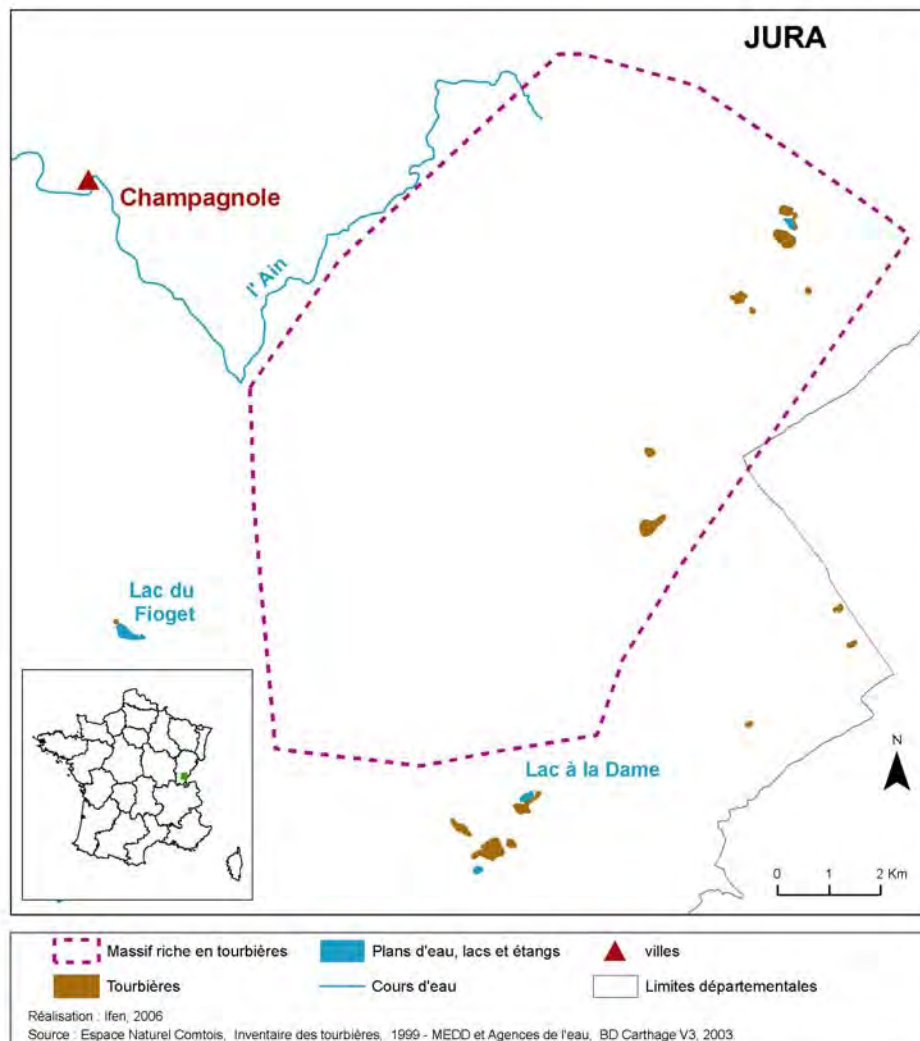 JURA
Champagnole
l'Ain
Lac du
Fioget
Lac à la Dame
N
0 1 2 Km
Massif riche en tourbières
Plans d'eau, lacs et étangs
villes
Tourbières
Cours d'eau
Limites départementales
Réalisation : Ifen, 2006
Source : Espace Naturel Comtois, Inventaire des tourbières, 1999 - MEDD et Agences de l'eau, BD Carthage V3, 2003